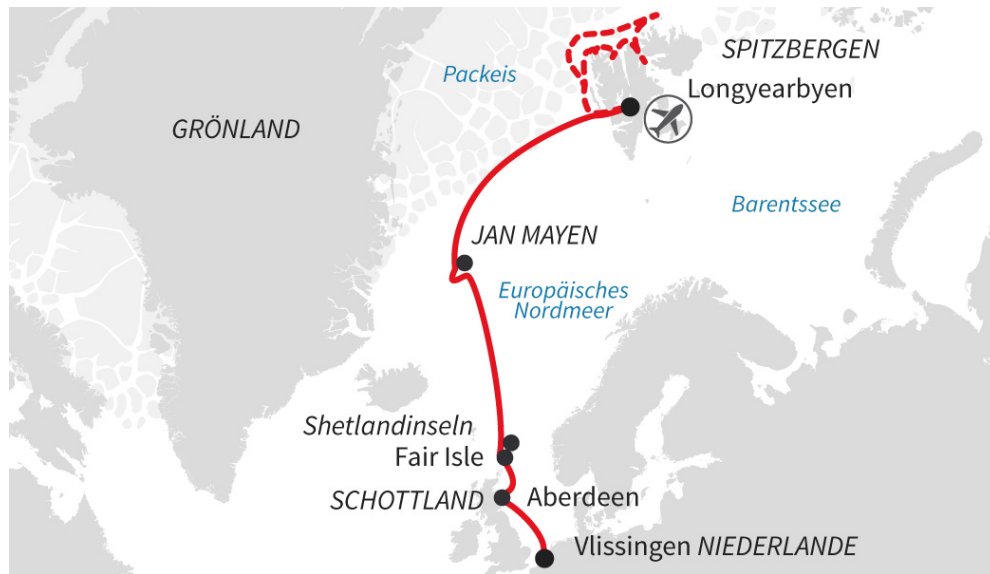 SPITZBERGEN
Packeis
Longyearbyen
GRÖNLAND
Barentssee
JAN MAYEN
Europäisches
Nordmeer
Shetlandinseln
Fair Isle
SCHOTTLAND
Aberdeen
Vlissingen NIEDERLANDE